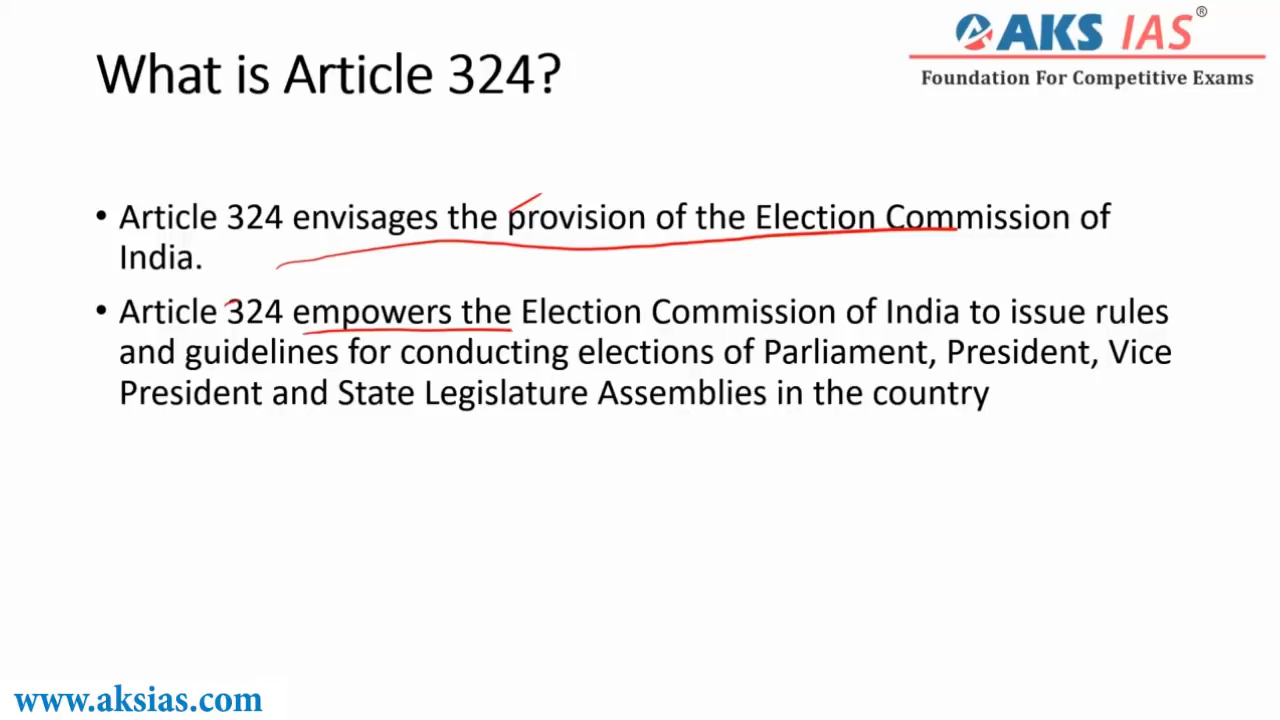 AKS IAS®
What is Article 324?
Foundation For Competitive Exams
• Article 324 envisages the provision of the Election Commission of
India.
• Article 324 empowers the Election Commission of India to issue rules
and guidelines for conducting elections of Parliament, President, Vice
President and State Legislature Assemblies in the country
www.aksias.com